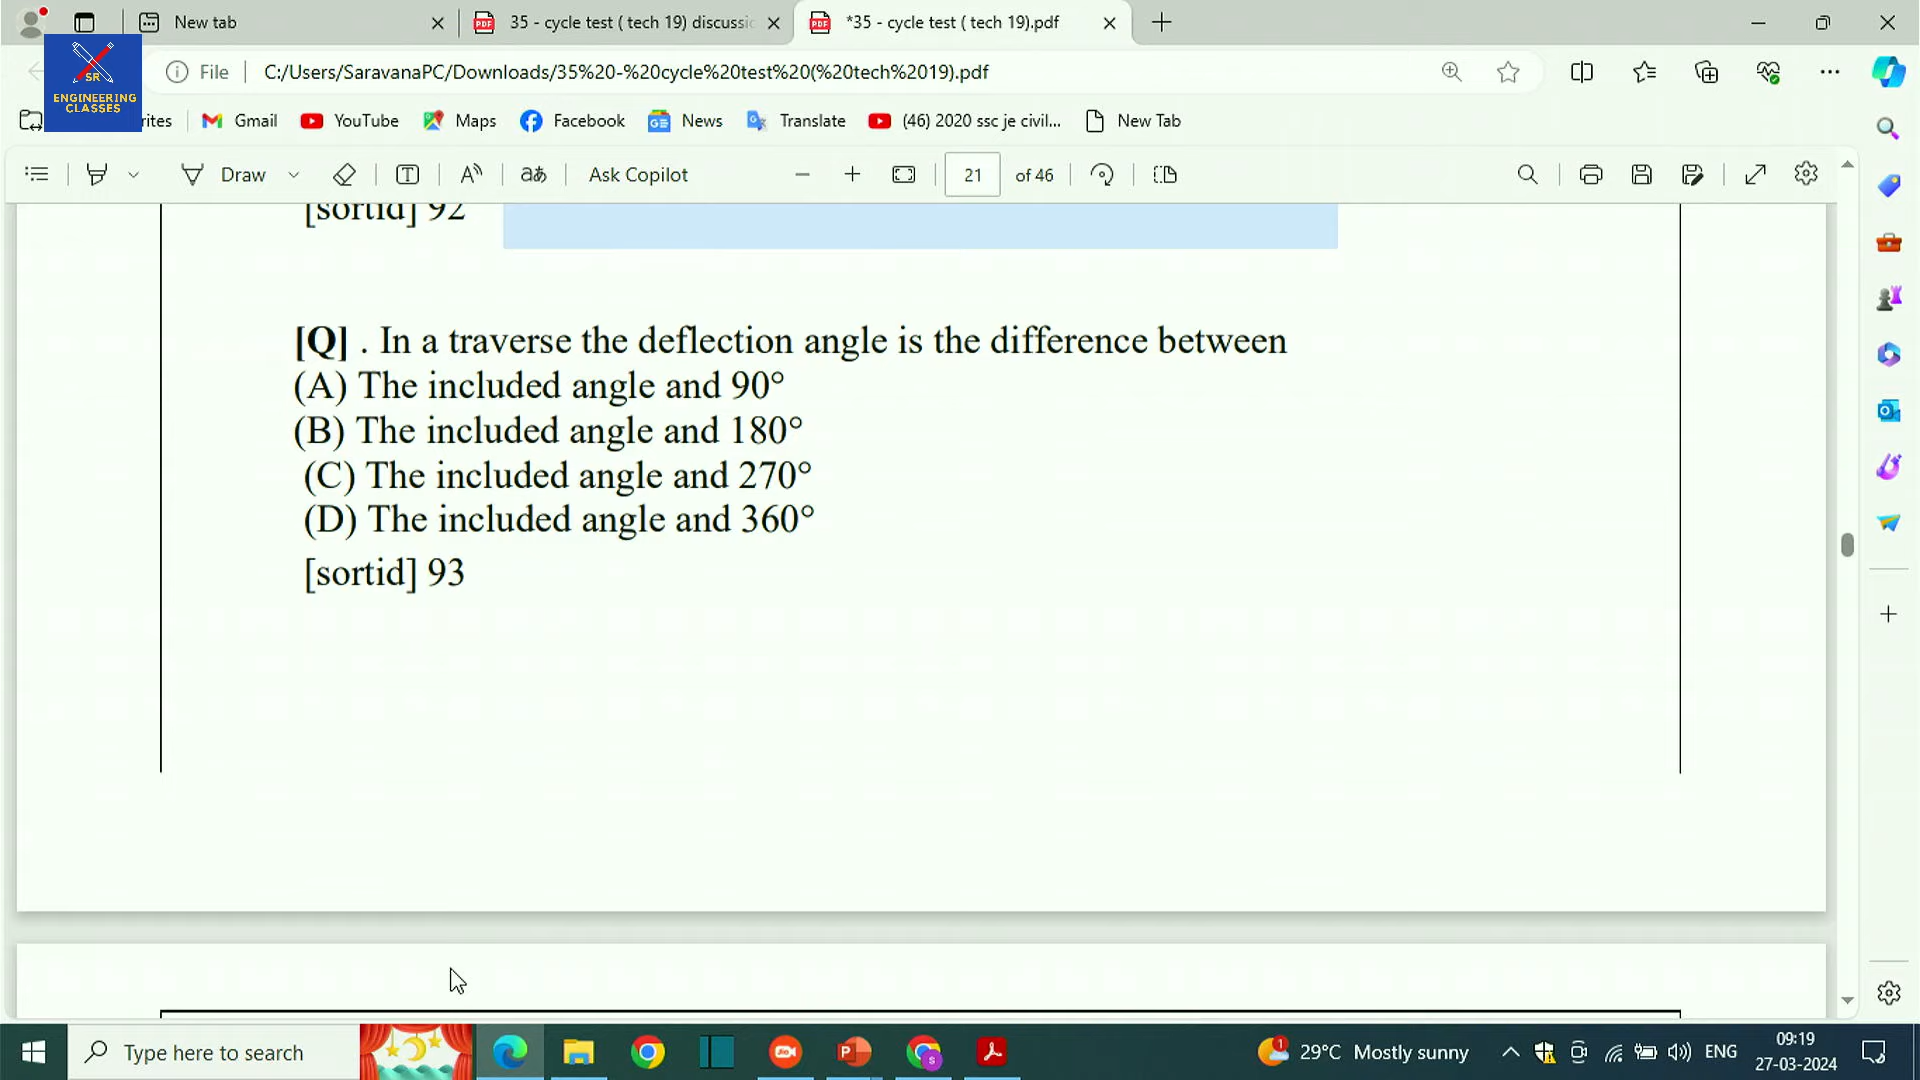 New tab
35 - cycle test ( tech 19) discussio
*35 - cycle test ( tech 19).pdf
SR
ENGINEERING
CLASSES
File
C:/Users/SaravanaPC/Downloads/35%20-%20cycle%20test%20(%20tech%2019).pdf
rites
Gmail
YouTube
Maps
Facebook
News
Translate
(46) 2020 ssc je civil...
New Tab
Draw
Ask Copilot
21 of 46
[sortid] 92
[Q] . In a traverse the deflection angle is the difference between
(A) The included angle and 90°
(B) The included angle and 180°
(C) The included angle and 270°
(D) The included angle and 360°
[sortid] 93
Type here to search
29°C Mostly sunny
ENG
09:19
27-03-2024